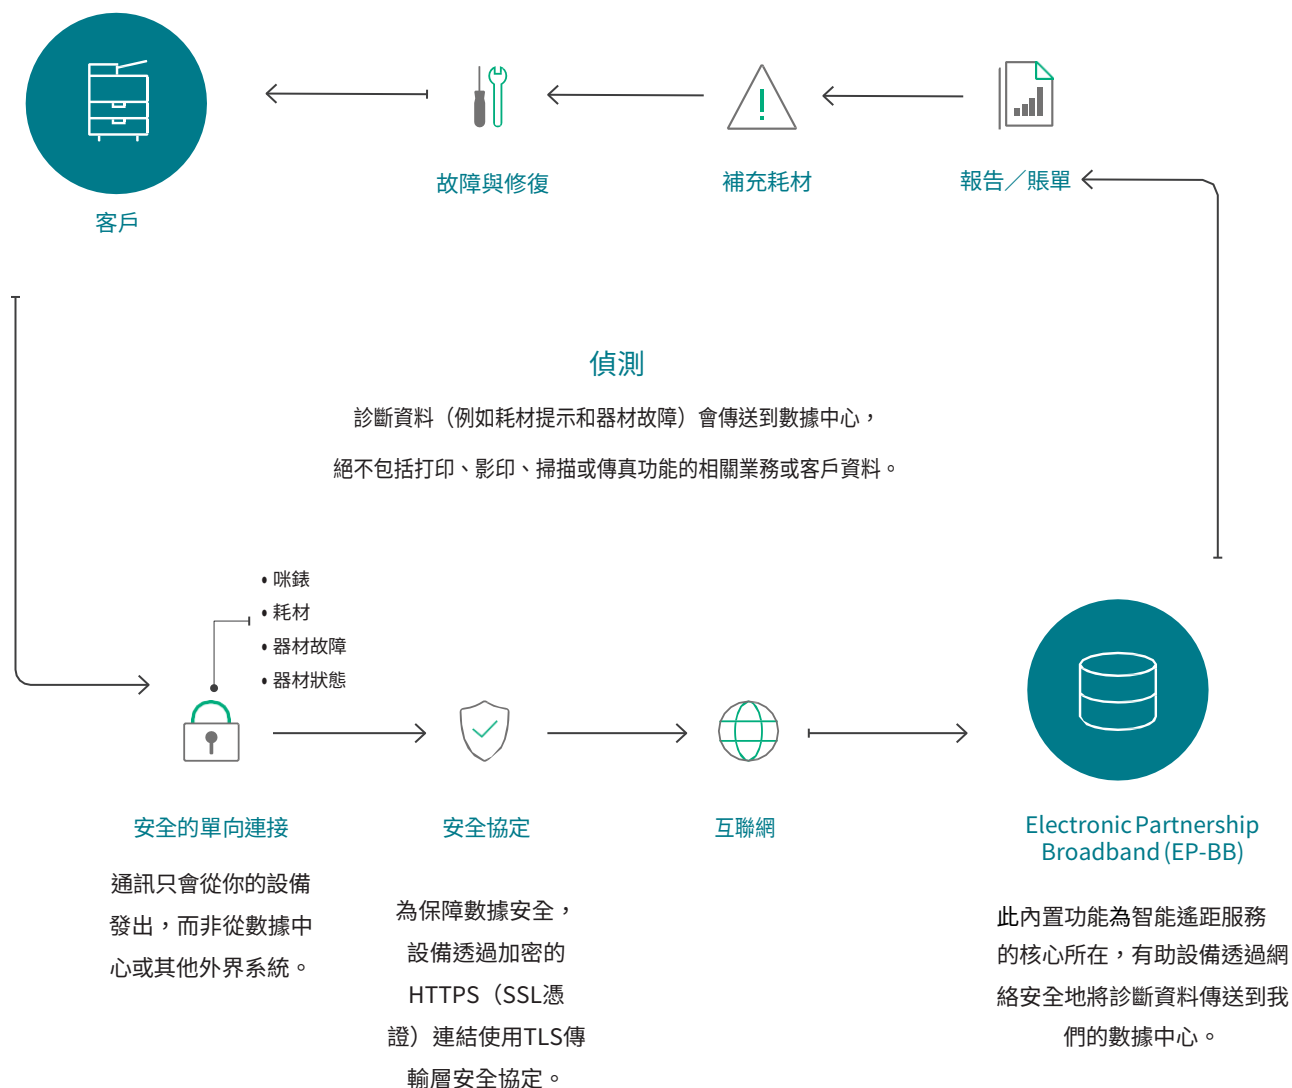 客戶
故障與修復
補充耗材
報告／賬單
偵測
診斷資料（例如耗材提示和器材故障）會傳送到數據中心，
絕不包括打印、影印、掃描或傳真功能的相關業務或客戶資料。
• 咪錶
• 耗材
• 器材故障
• 器材狀態
安全的單向連接
通訊只會從你的設備
發出，而非從數據中
心或其他外界系統。
安全協定
為保障數據安全，
設備透過加密的
HTTPS（SSL憑
證）連結使用TLS傳
輸層安全協定。
互聯網
Electronic Partnership
Broadband (EP-BB)
此內置功能為智能遙距服務
的核心所在，有助設備透過網
絡安全地將診斷資料傳送到我
們的數據中心。